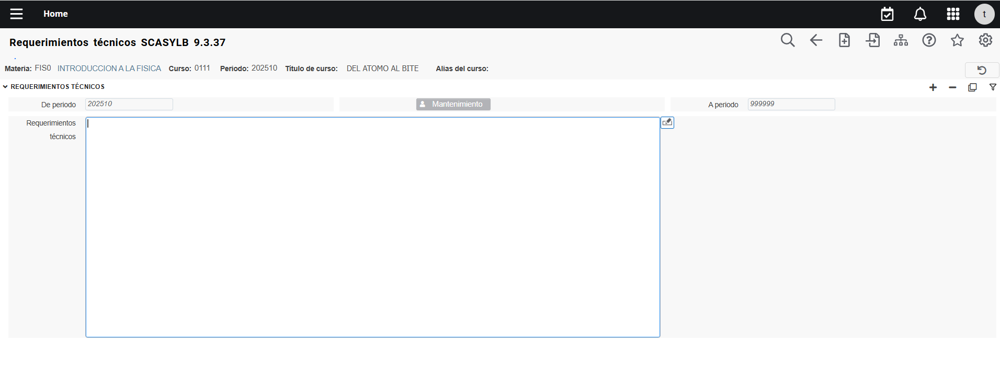 Home
t
Requerimientos técnicos SCASYLB 9.3.37
Materia: FIS0 INTRODUCCION A LA FISICA Curso: 0111 Periodo: 202510 Título de curso: DEL ATOMO AL BITE Alias del curso:
REQUERIMIENTOS TÉCNICOS
De periodo 202510 Mantenimiento A periodo 999999
Requerimientos
técnicos